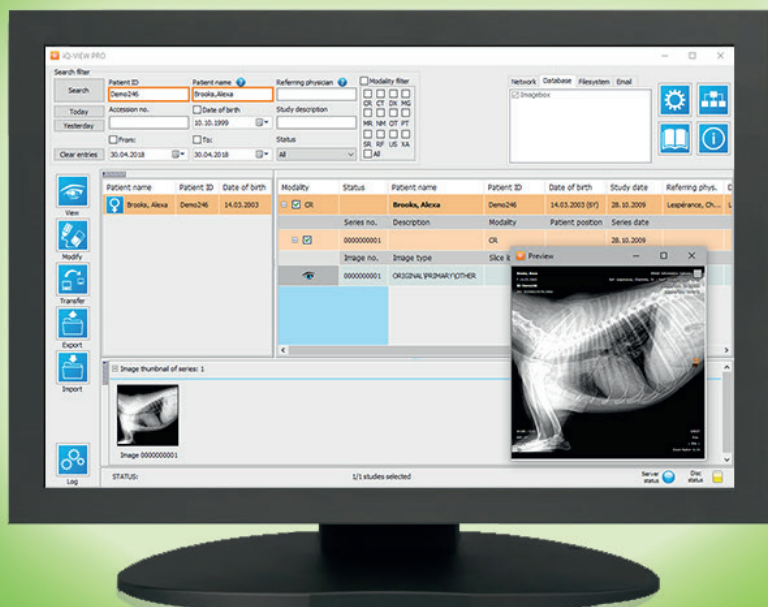 iQ-VIEW PRO
Search filter
Search
Today
Yesterday
Clear entries
Patient ID
Demo246
Patient name
Brooks,Alexa
Referring physician
Modality filter
CR CT DX MG
MR NM OT PT
SR RF US XA
All
Accession no.
Date of birth
10.10.1999
Study description
From:
30.04.2018
To:
30.04.2018
Status
All
Network Database Filesystem Email
Imagebox
View
Modify
Transfer
Export
Import
Log
Patient name Patient ID Date of birth
Brooks, Alexa Demo246 14.03.2003
Modality Status Patient name Patient ID Date of birth Study date Referring phys.
CR Brooks, Alexa Demo246 14.03.2003 (6Y) 28.10.2009 Lespérance, Ch...
Series no. Description Modality Patient postion Series date
0000000001 CR 28.10.2009
Image no. Image type Slice
0000000001 ORIGINAL\PRIMARY\OTHER
Preview
Image thumbnail of series: 1
Image 0000000001
STATUS:
1/1 studies selected
Server status
Disc status